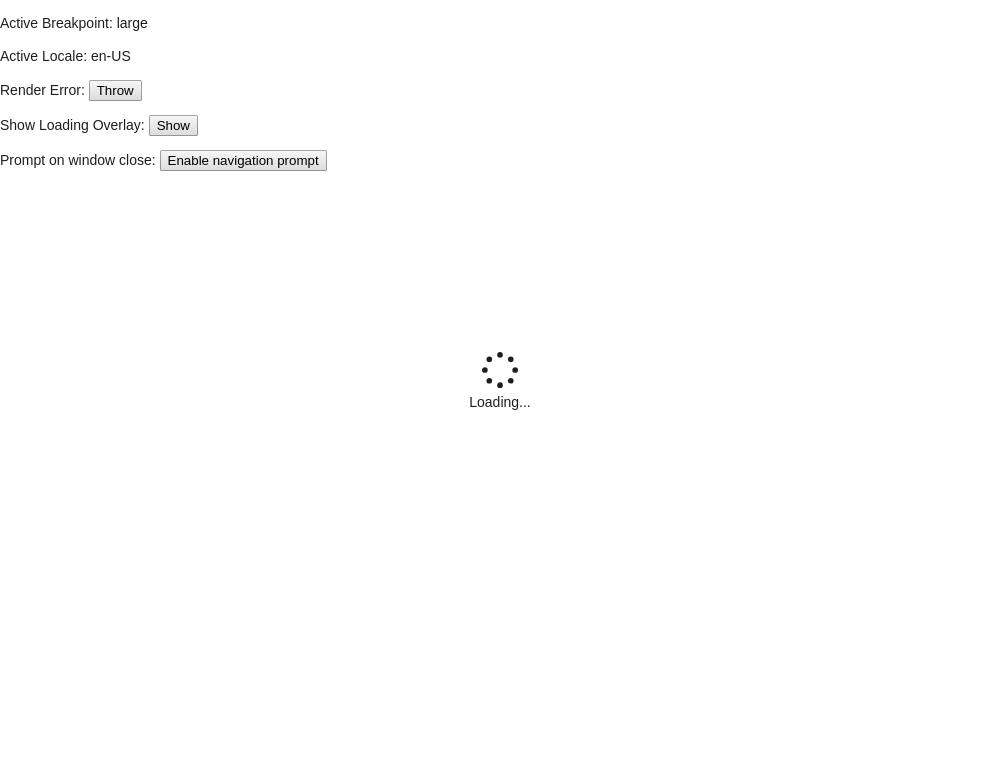 Active Breakpoint: large
Active Locale: en-US
Render Error: Throw
Show Loading Overlay: Show
Prompt on window close: Enable navigation prompt
Loading...